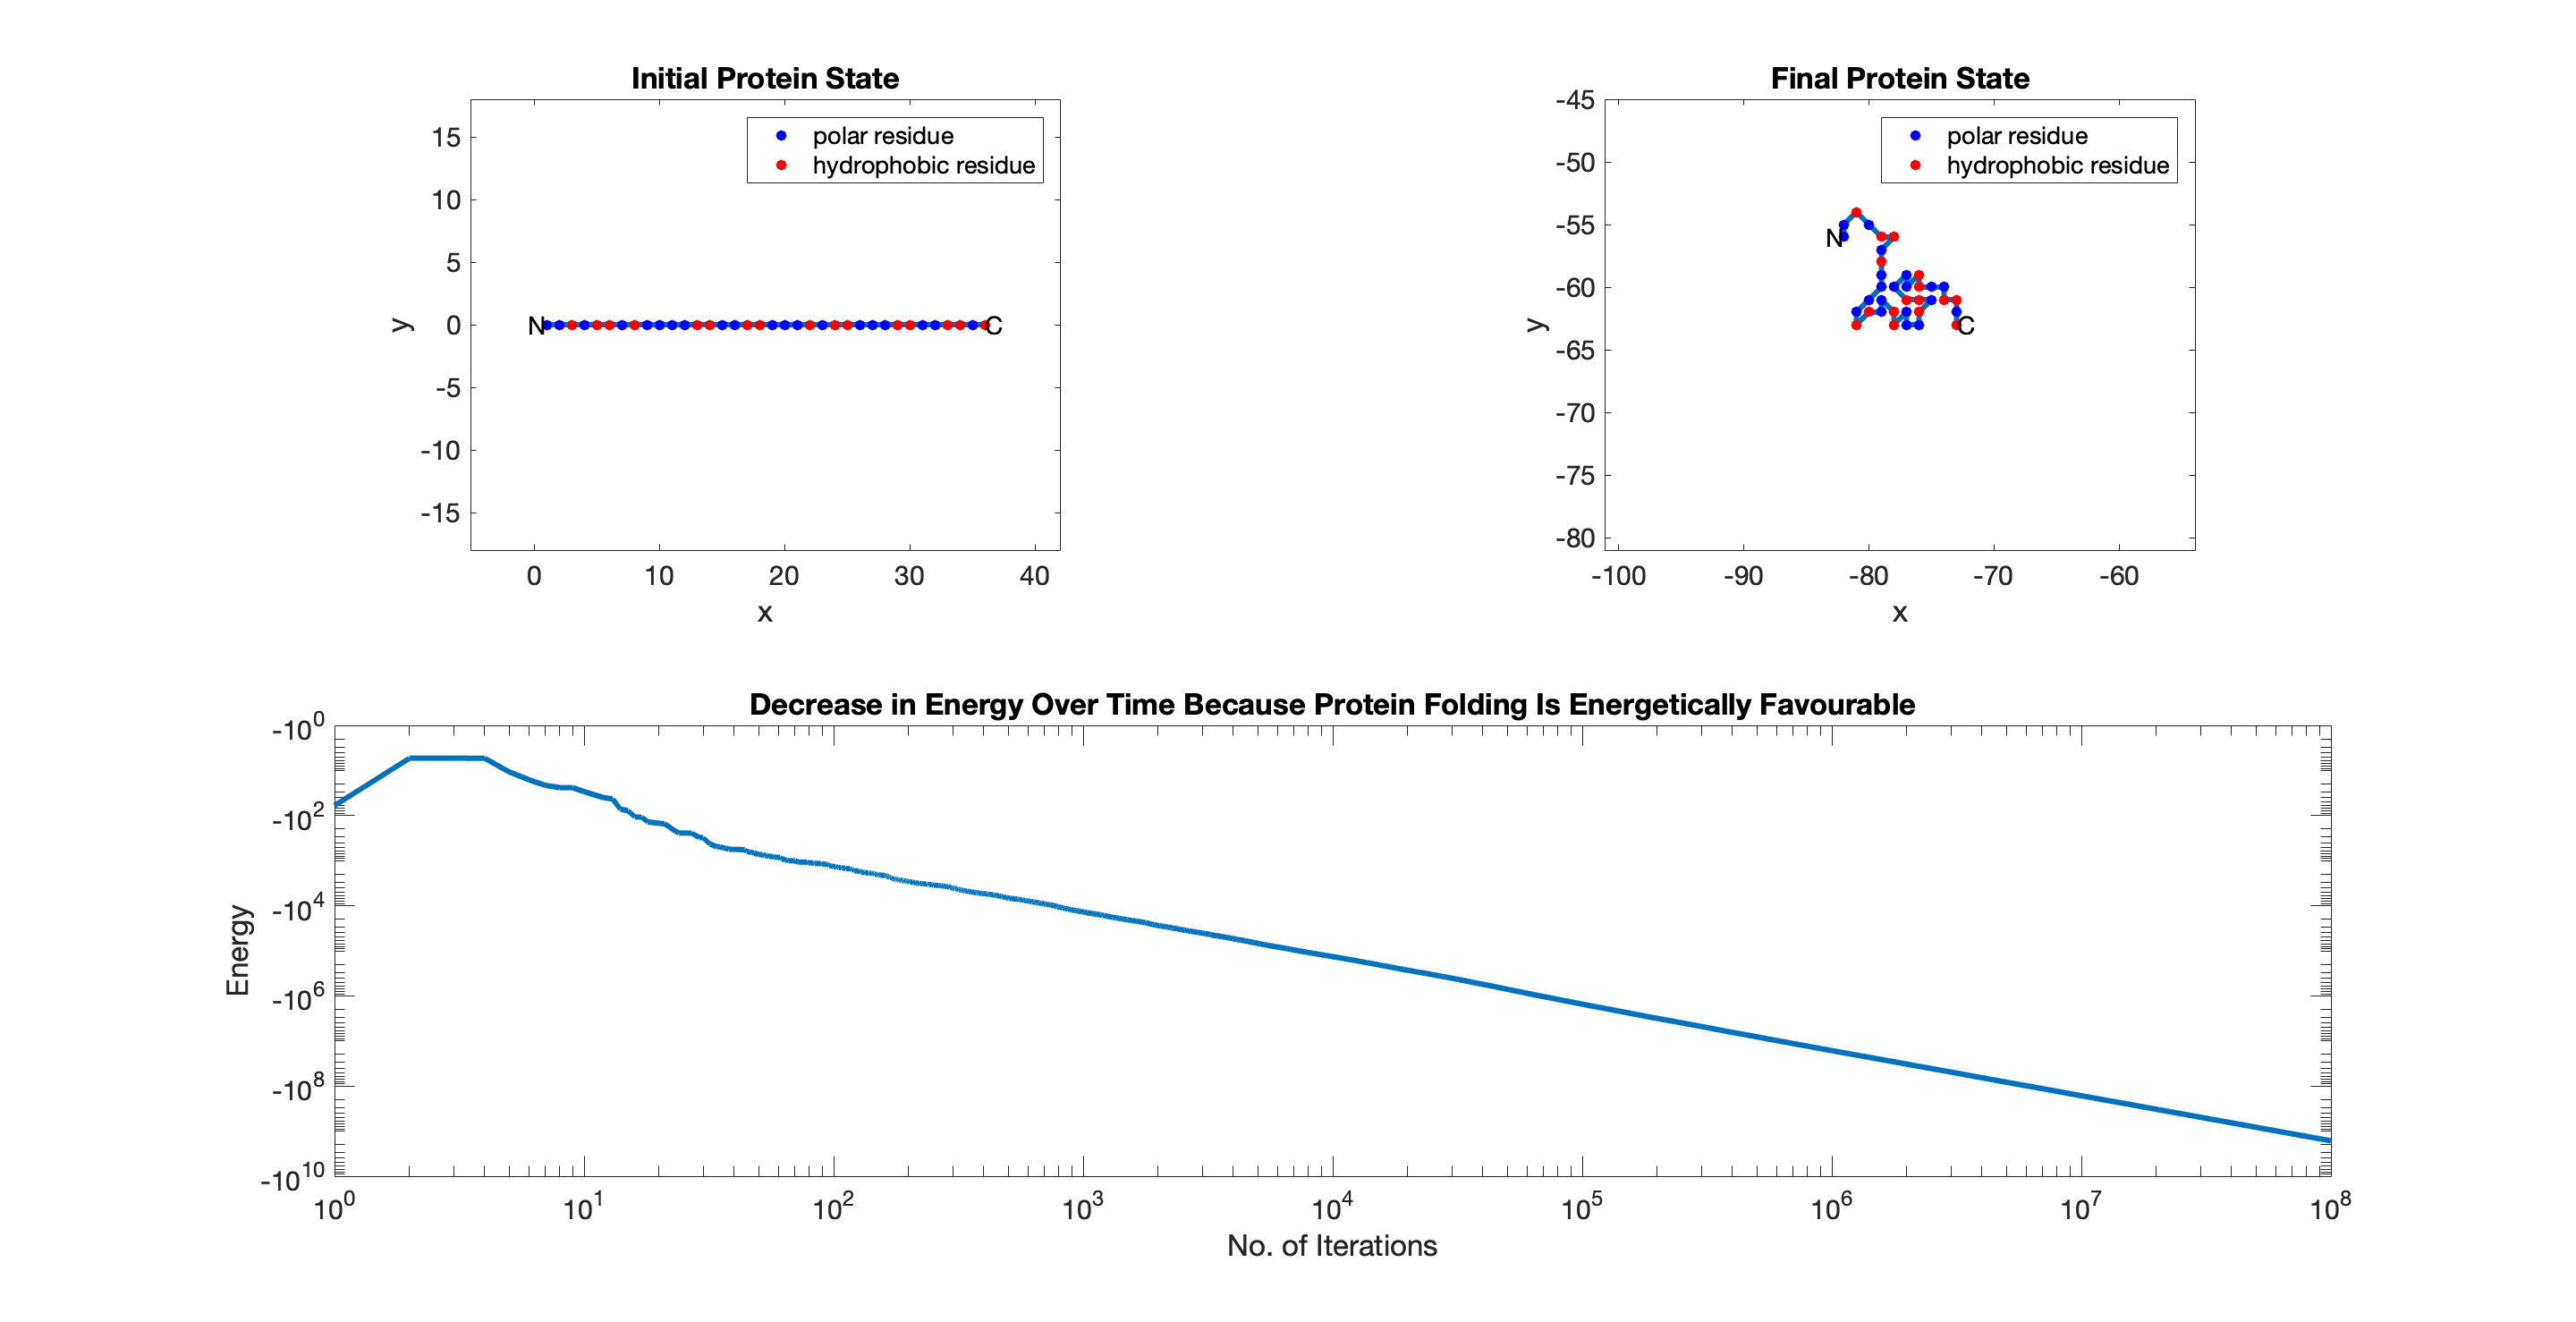 Initial Protein State
polar residue
hydrophobic residue
15
10
5
0
-5
-10
-15
y
N
C
0 10 20 30 40
x
Final Protein State
polar residue
hydrophobic residue
-45
-50
-55
-60
-65
-70
-75
-80
y
N
C
-100 -90 -80 -70 -60
x
Decrease in Energy Over Time Because Protein Folding Is Energetically Favourable
-10^0
-10^2
-10^4
-10^6
-10^8
-10^10
Energy
10^0 10^1 10^2 10^3 10^4 10^5 10^6 10^7 10^8
No. of Iterations